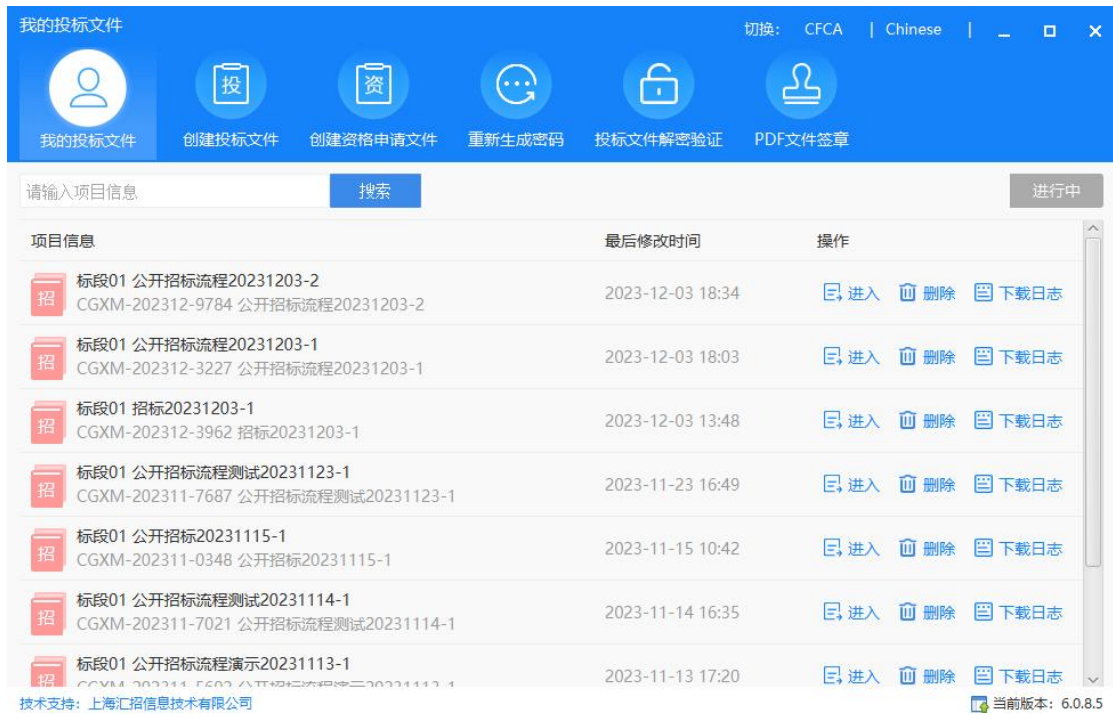 我的投标文件
切换： CFCA | Chinese |
投 资
我的投标文件 创建投标文件 创建资格申请文件 重新生成密码 投标文件解密验证 PDF文件签章
请输入项目信息 搜索 进行中
项目信息 最后修改时间 操作
标段01 公开招标流程20231203-2
招 CGXM-202312-9784 公开招标流程20231203-2 2023-12-03 18:34 进入 删除 下载日志
标段01 公开招标流程20231203-1
招 CGXM-202312-3227 公开招标流程20231203-1 2023-12-03 18:03 进入 删除 下载日志
标段01 招标20231203-1
招 CGXM-202312-3962 招标20231203-1 2023-12-03 13:48 进入 删除 下载日志
标段01 公开招标流程测试20231123-1
招 CGXM-202311-7687 公开招标流程测试20231123-1 2023-11-23 16:49 进入 删除 下载日志
标段01 公开招标20231115-1
招 CGXM-202311-0348 公开招标20231115-1 2023-11-15 10:42 进入 删除 下载日志
标段01 公开招标流程测试20231114-1
招 CGXM-202311-7021 公开招标流程测试20231114-1 2023-11-14 16:35 进入 删除 下载日志
标段01 公开招标流程演示20231113-1
招 2023-11-13 17:20 进入 删除 下载日志
技术支持：上海汇招信息技术有限公司 当前版本：6.0.8.5